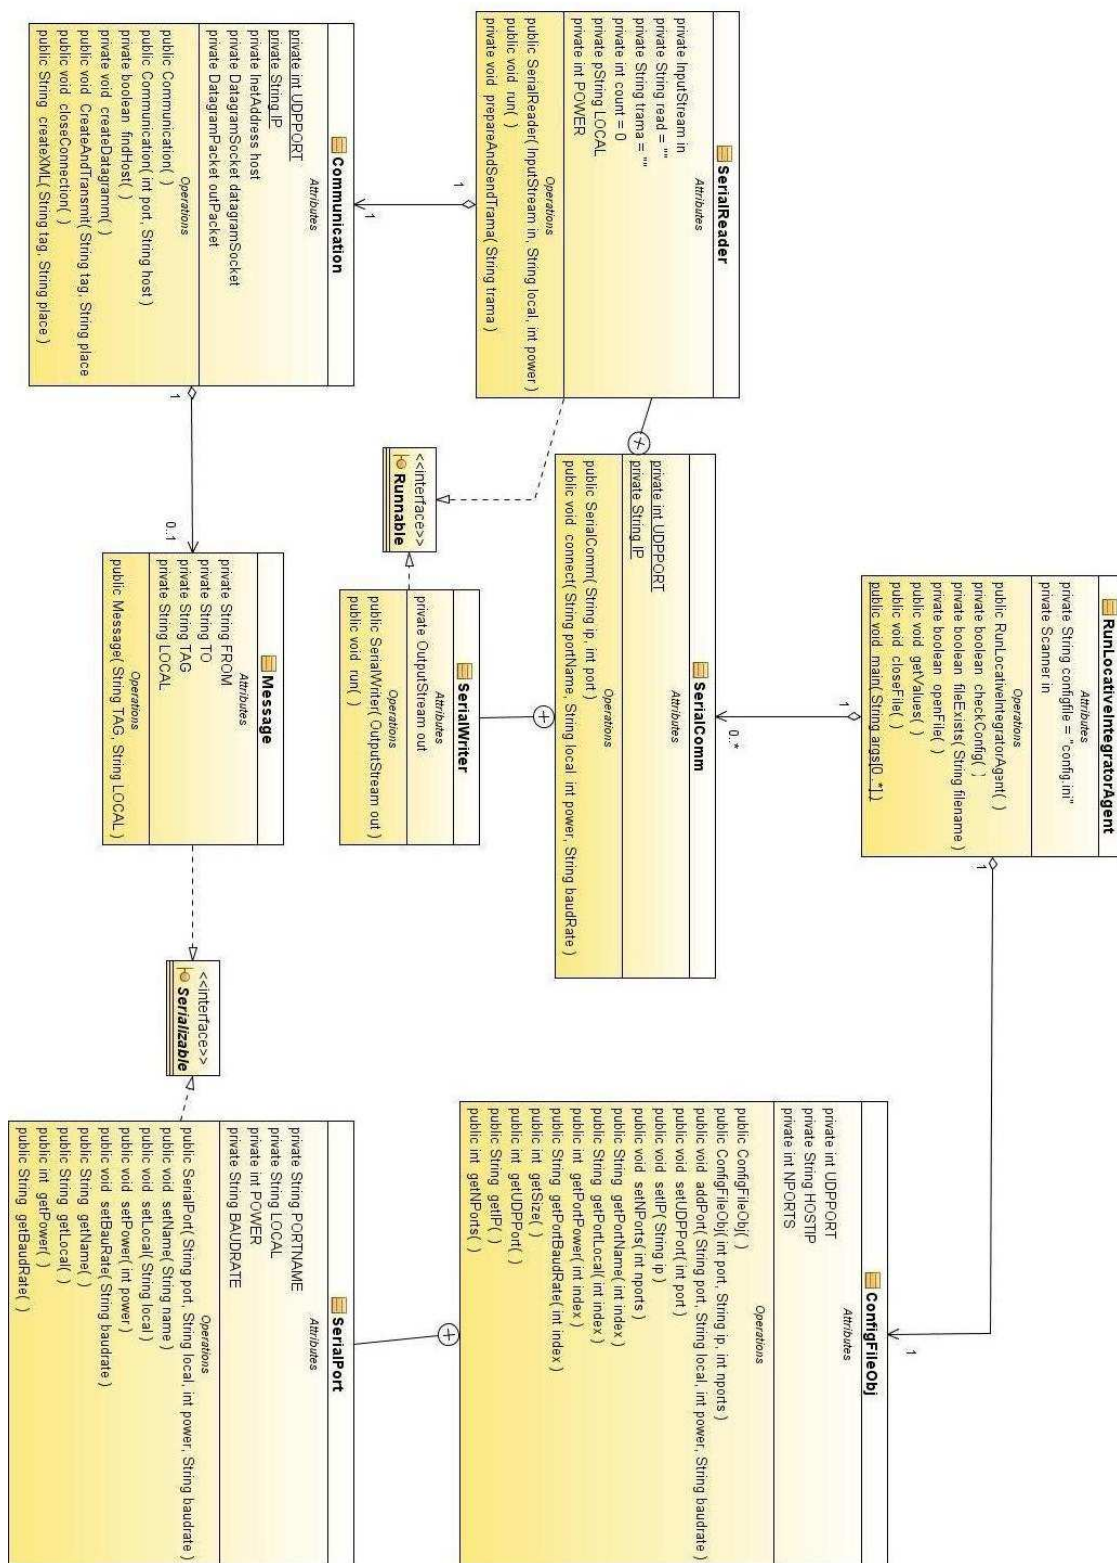 RunLocativeIntegratorAgent
Attributes
private String configfile = "config.ini"
private Scanner in
Operations
public RunLocativeIntegratorAgent( )
private boolean checkConfig( )
private boolean fileExists( String filename )
private boolean openFile( )
public void getValues( )
public void closeFile( )
public void main( String args[0..*] )
1
0..*
1
1
SerialReader
Attributes
private InputStream in
private String read = ""
private String trama = ""
private int count = 0
private pString LOCAL
private int POWER
Operations
public SerialReader( InputStream in, String local, int power )
public void run( )
private void prepareAndSendTrama( String trama )
1
1
SerialComm
Attributes
private int UDPPORT
private String IP
Operations
public SerialComm( String ip, int port )
public void connect( String portName, String local, int power, String baudRate )
ConfigFileObj
Attributes
private int UDPPORT
private String HOSTIP
private int NPORTS
Operations
public ConfigFileObj( )
public ConfigFileObj( int port, String ip, int nports )
public void addPort( String port, String local, int power, String baudrate )
public void setUDPPort( int port )
public void setIP( String ip )
public void setNPorts( int nports )
public String getPortName( int index )
public String getPortLocal( int index )
public int getPortPower( int index )
public String getPortBaudRate( int index )
public int getSize( )
public int getUDPPort( )
public String getIP( )
public int getNPorts( )
<<interface>>
Runnable
SerialWriter
Attributes
private OutputStream out
Operations
public SerialWriter( OutputStream out )
public void run( )
Communication
Attributes
private int UDPPORT
private String IP
private InetAddress host
private DatagramSocket datagramSocket
private DatagramPacket outPacket
Operations
public Communication( )
public Communication( int port, String host )
private boolean findHost( )
private void createDatagramm( )
public void CreateAndTransmit( String tag, String place
public void closeConnection( )
public String createXML( String tag, String place )
1
0..1
Message
Attributes
private String FROM
private String TO
private String TAG
private String LOCAL
Operations
public Message( String TAG, String LOCAL )
<<interface>>
Serializable
SerialPort
Attributes
private String PORTNAME
private String LOCAL
private int POWER
private String BAUDRATE
Operations
public SerialPort( String port, String local, int power, String baudrate )
public void setName( String name )
public void setLocal( String local )
public void setPower( int power )
public void setBauRate( String baudrate )
public String getName( )
public String getLocal( )
public int getPower( )
public String getBaudRate( )